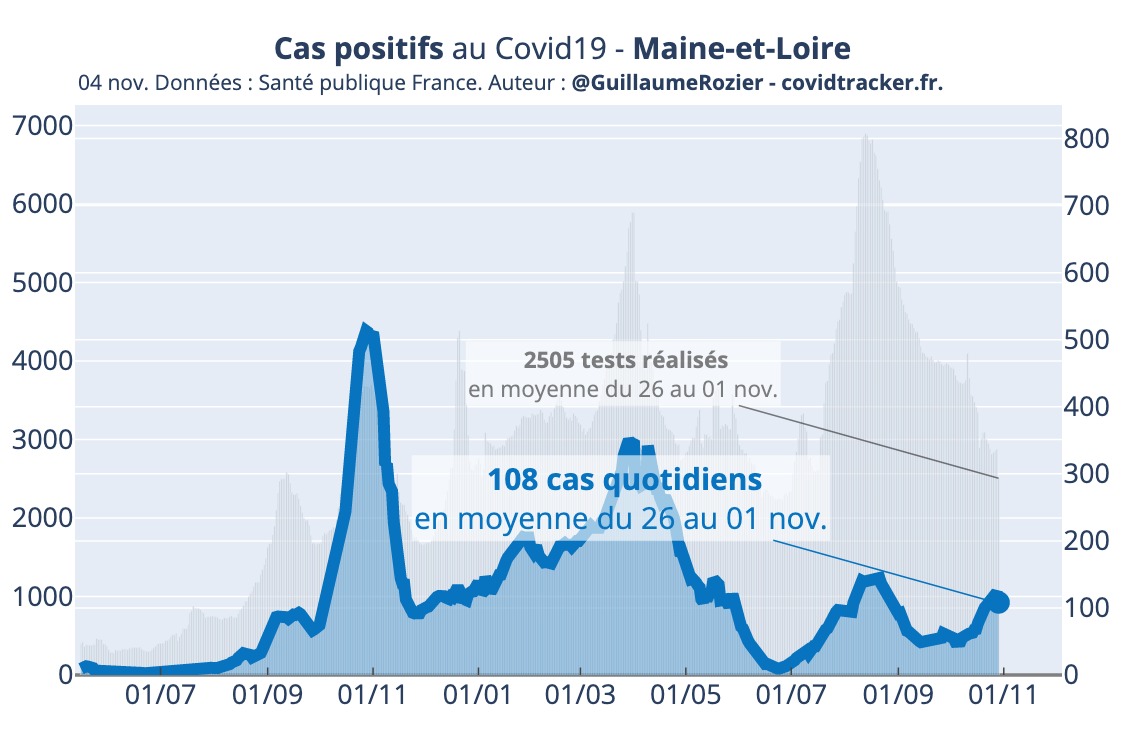 Cas positifs au Covid19 - Maine-et-Loire
04 nov. Données : Santé publique France. Auteur : @GuillaumeRozier - covidtracker.fr.
7000
800
6000
700
5000
600
500
4000
2505 tests réalisés
en moyenne du 26 au 01 nov.
400
3000
300
108 cas quotidiens
2000
en moyenne du 26 au 01 nov.
200
1000
100
0
0
01/07 01/09 01/11 01/01 01/03 01/05 01/07 01/09 01/11